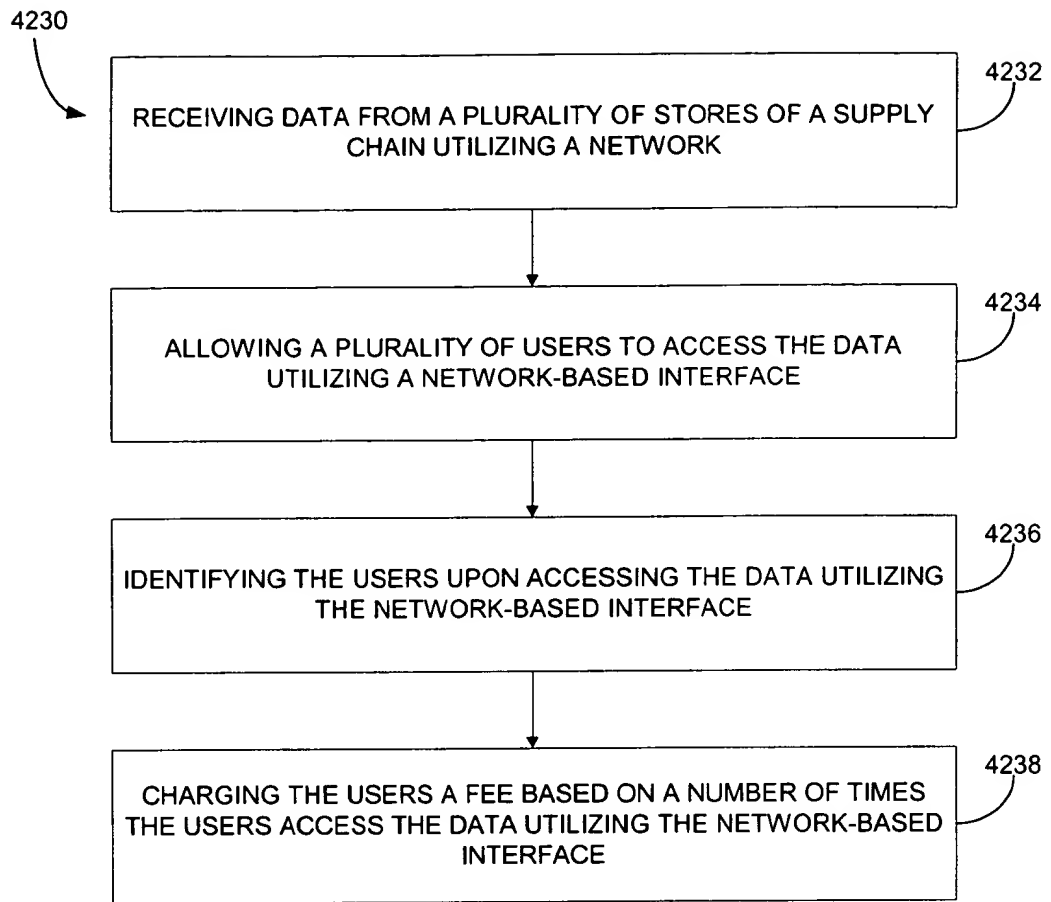 4230
4232
RECEIVING DATA FROM A PLURALITY OF STORES OF A SUPPLY
CHAIN UTILIZING A NETWORK
4234
ALLOWING A PLURALITY OF USERS TO ACCESS THE DATA
UTILIZING A NETWORK-BASED INTERFACE
4236
IDENTIFYING THE USERS UPON ACCESSING THE DATA UTILIZING
THE NETWORK-BASED INTERFACE
4238
CHARGING THE USERS A FEE BASED ON A NUMBER OF TIMES
THE USERS ACCESS THE DATA UTILIZING THE NETWORK-BASED
INTERFACE